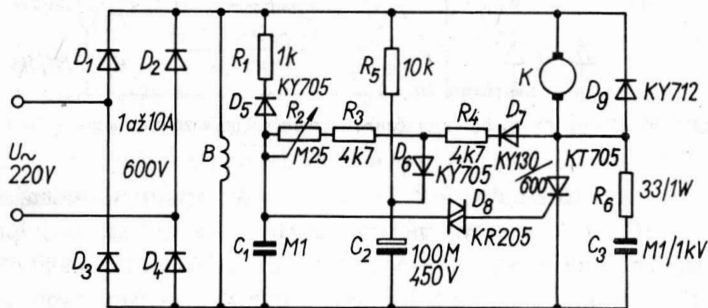 D1
D2
1až10A
600V
U~
220V
D3
D4
B
R1
1k
KY705
D5
R2
M25
R3
4k7
C1
M1
R5
10k
R4
4k7
D7
KY130
D6
KY705
D8
KR205
C2
100M
450V
K
D9
KY712
KT705
600
R6
33/1W
C3
M1/1kV